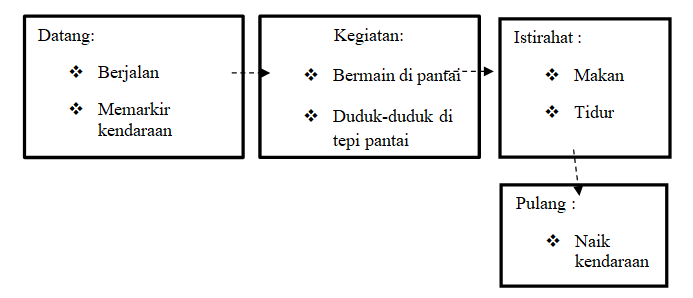 Datang:
❖ Berjalan
❖ Memarkir
kendaraan
Kegiatan:
❖ Bermain di pantai
❖ Duduk-duduk di
tepi pantai
Istirahat :
❖ Makan
❖ Tidur
Pulang :
❖ Naik
kendaraan